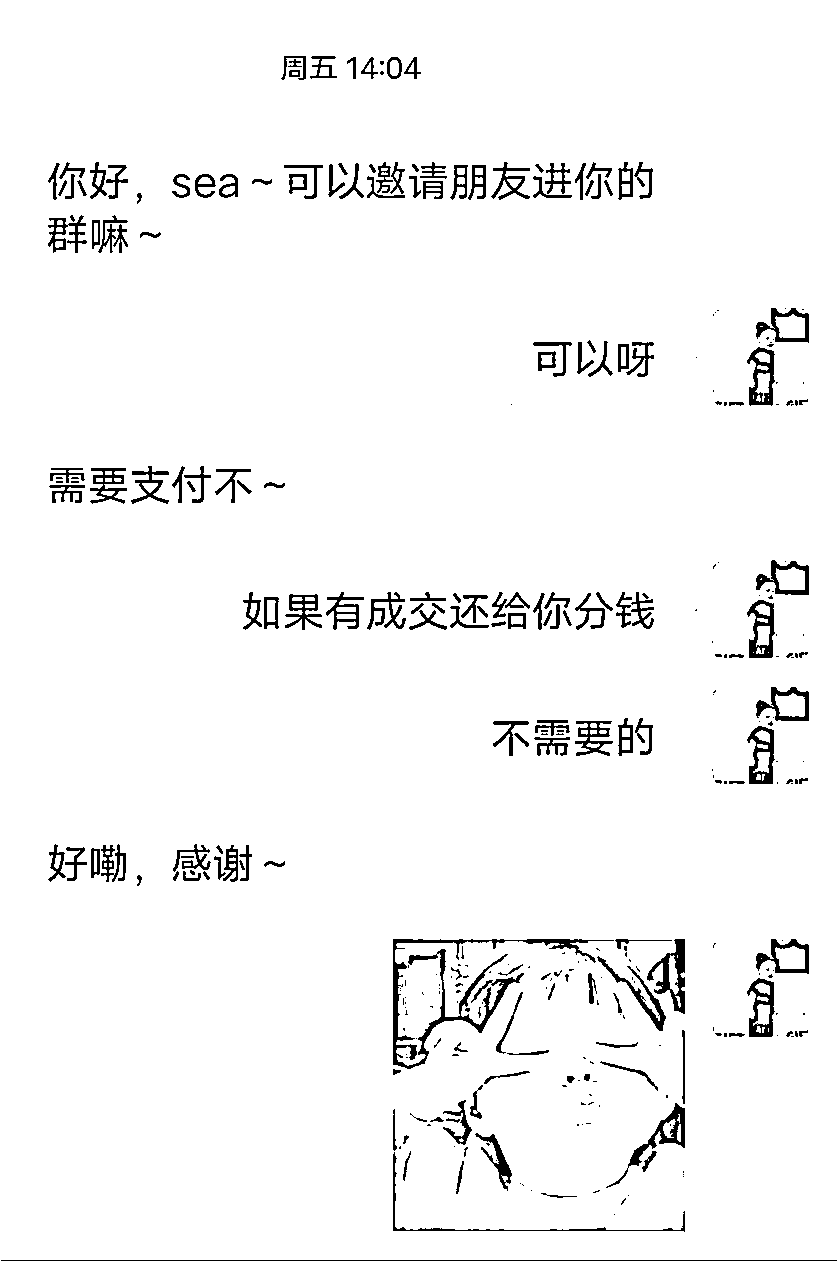 周五 14:04
你好，sea～可以邀请朋友进你的
群嘛～
可以呀
需要支付不～
如果有成交还给你分钱
不需要的
好嘞，感谢～